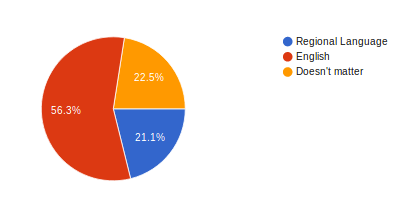 Regional Language
English
Doesn't matter
22.5%
56.3%
21.1%